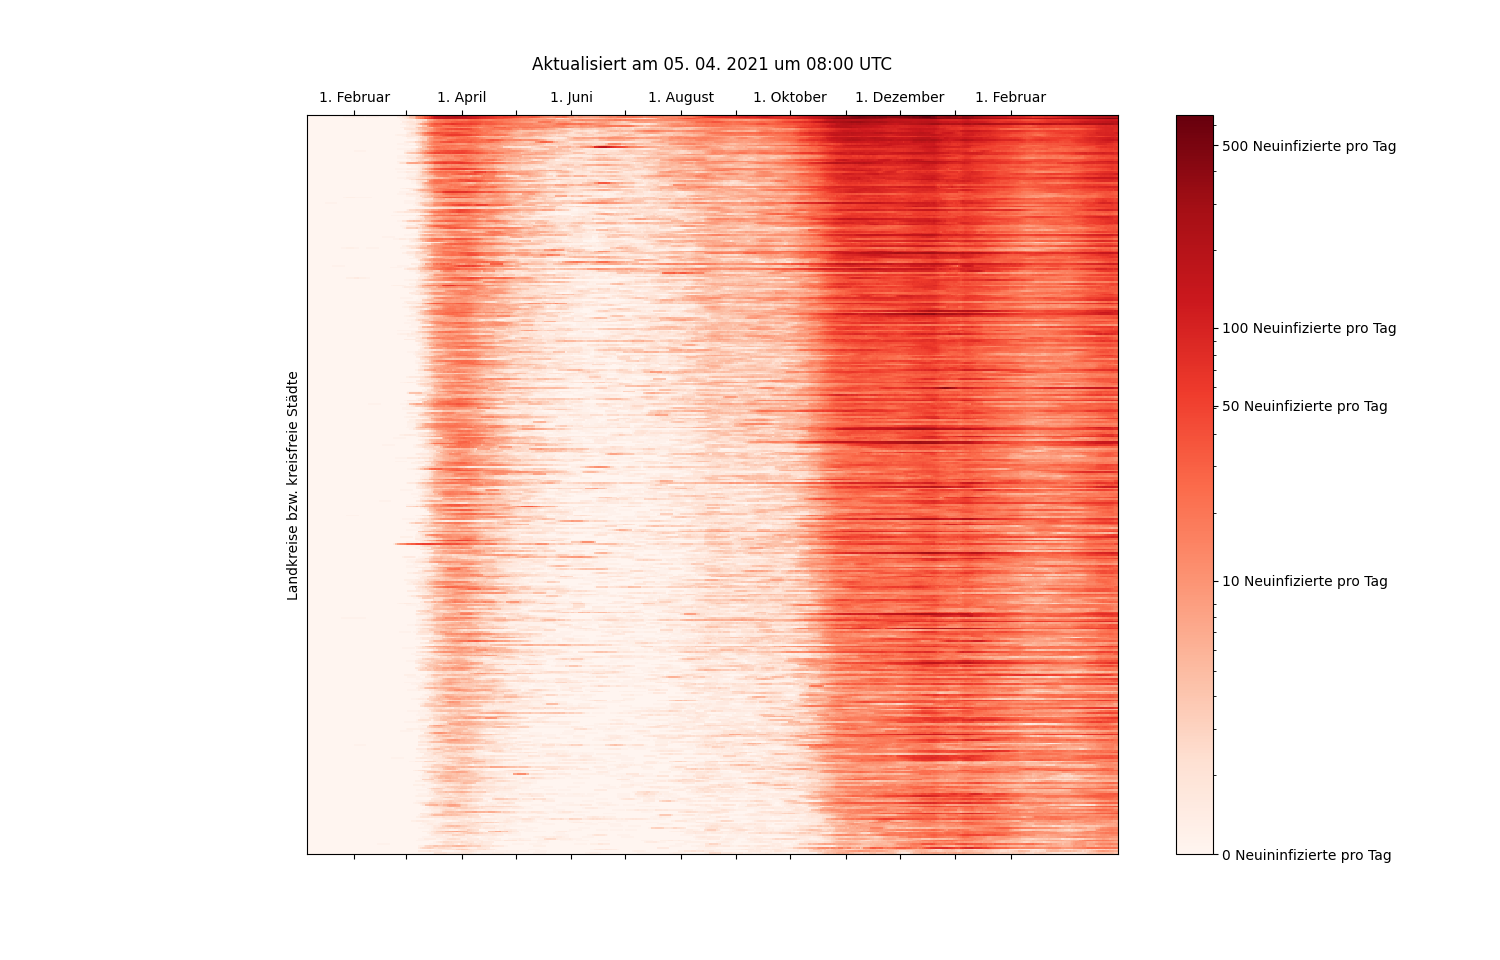 Aktualisiert am 05. 04. 2021 um 08:00 UTC
1. Februar 1. April 1. Juni 1. August 1. Oktober 1. Dezember 1. Februar
Landkreise bzw. kreisfreie Städte
500 Neuinfizierte pro Tag
100 Neuinfizierte pro Tag
50 Neuinfizierte pro Tag
10 Neuinfizierte pro Tag
0 Neuininfizierte pro Tag